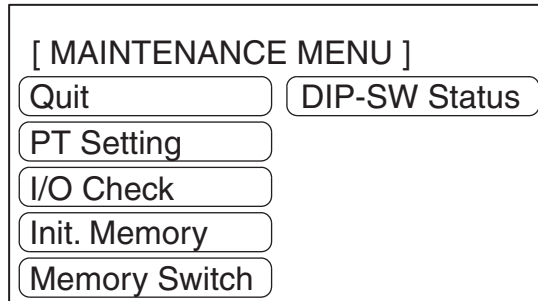 [ MAINTENANCE MENU ]
Quit
DIP-SW Status
PT Setting
I/O Check
Init. Memory
Memory Switch